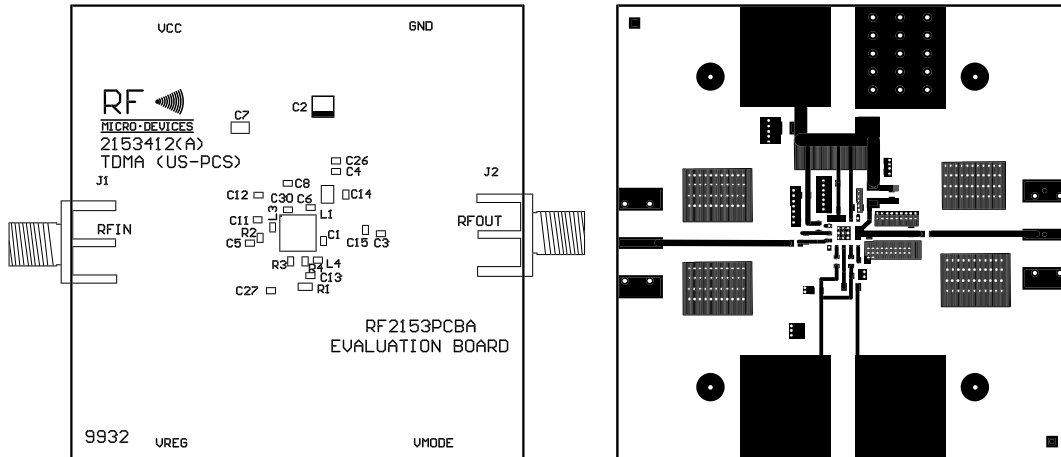 VCC
GND
RF
MICRO·DEVICES
2153412(A)
TDMA (US-PCS)
C7
C2
C26
C4
J1
J2
C8
C12
C14
C30
C6
L1
L3
C11
RFIN
RFOUT
R2
C5
C1
C15
C3
R3
R4
L4
C13
C27
R1
RF2153PCBA
EVALUATION BOARD
9932
VREG
VMODE